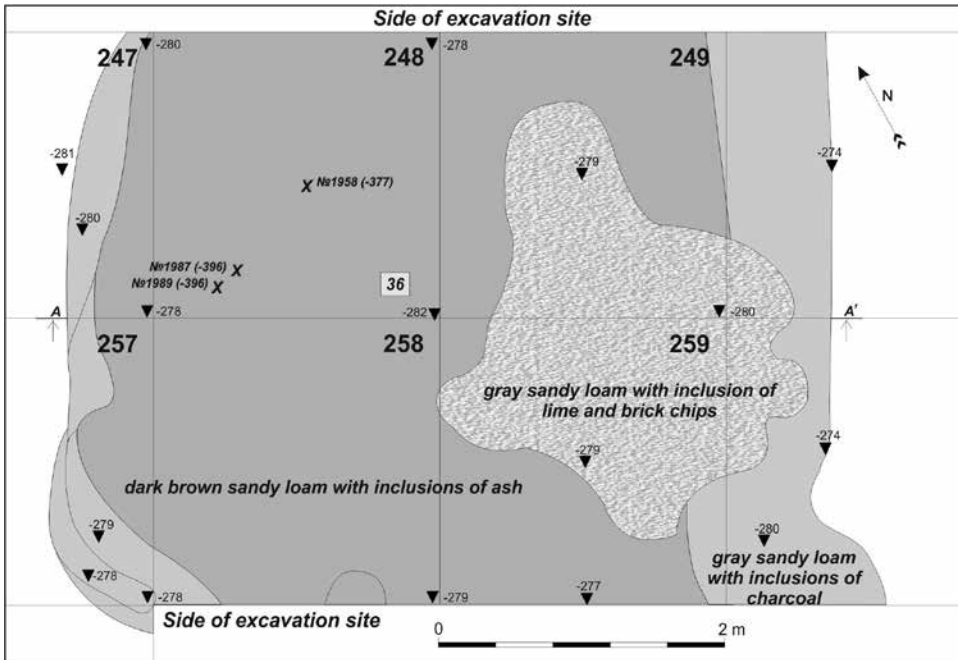 Side of excavation site
247
-280
248
-278
249
N
-281
-279
-274
№1958 (-377)
-280
№1987 (-396)
№1989 (-396)
36
A
-278
-282
-280
A'
257
258
259
gray sandy loam with inclusion of
lime and brick chips
-274
-279
dark brown sandy loam with inclusions of ash
-279
-280
gray sandy loam
with inclusions of
charcoal
-278
-277
-278
-279
Side of excavation site
0
2 m